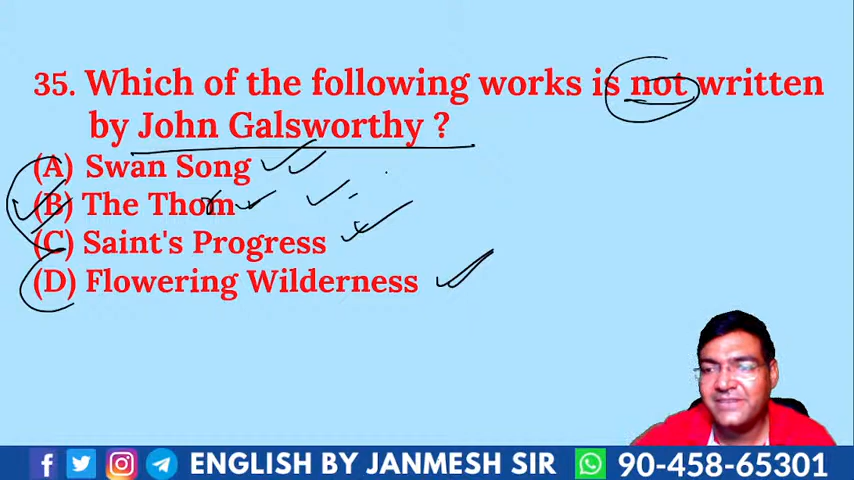 35. Which of the following works is not written
by John Galsworthy ?
(A) Swan Song
(B) The Thom
(C) Saint's Progress
(D) Flowering Wilderness
ENGLISH BY JANMESH SIR 90-458-65301